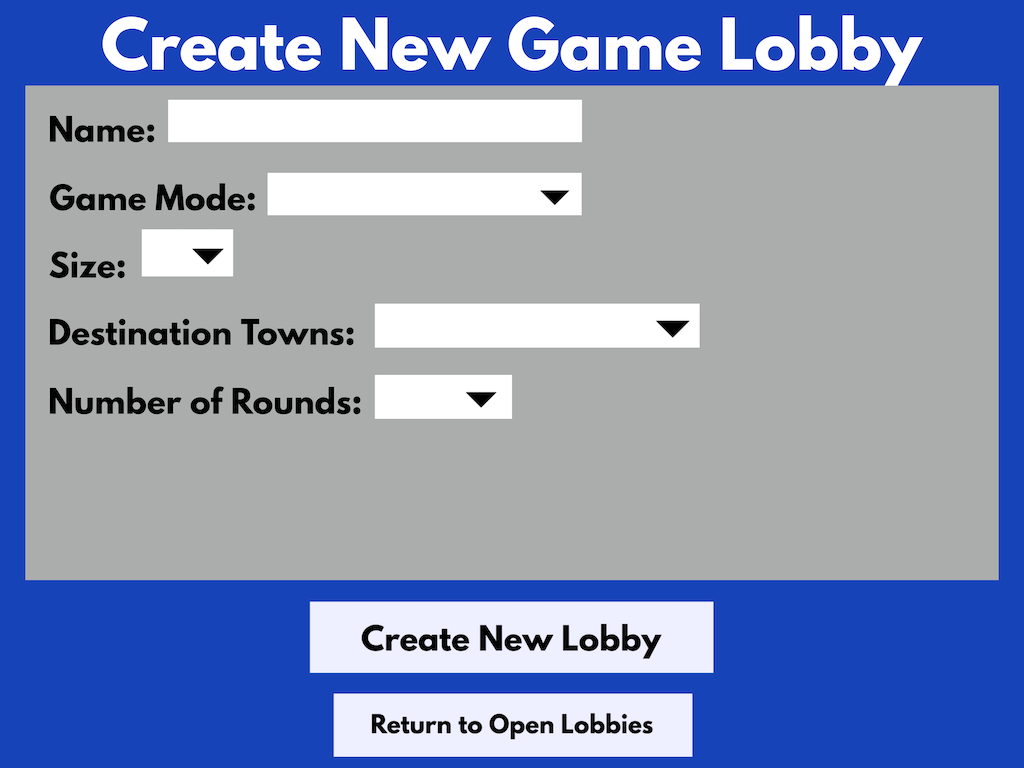 Create New Game Lobby
Name:
Game Mode:
Size:
Destination Towns:
Number of Rounds:
Create New Lobby
Return to Open Lobbies